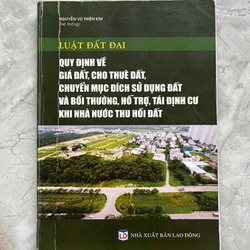 NGUYỄN VŨ THIÊN KIM
(Hệ thống)
LUẬT ĐẤT ĐAI
QUY ĐỊNH VỀ
GIÁ ĐẤT, CHO THUÊ ĐẤT,
CHUYỂN MỤC ĐÍCH SỬ DỤNG ĐẤT
VÀ BỒI THƯỜNG, HỖ TRỢ, TÁI ĐỊNH CƯ
KHI NHÀ NƯỚC THU HỒI ĐẤT
NHÀ XUẤT BẢN LAO ĐỘNG